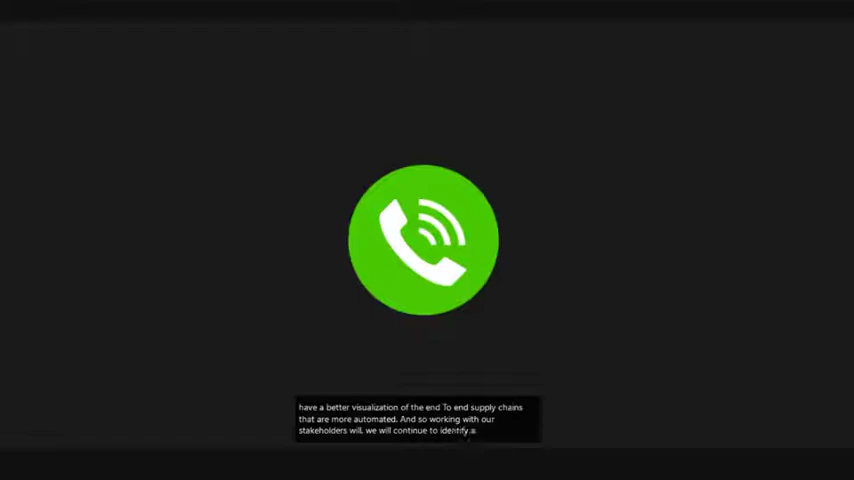 have a better visualization of the end To end supply chains
that are more automated. And so working with our
stakeholders will, we will continue to identify.a